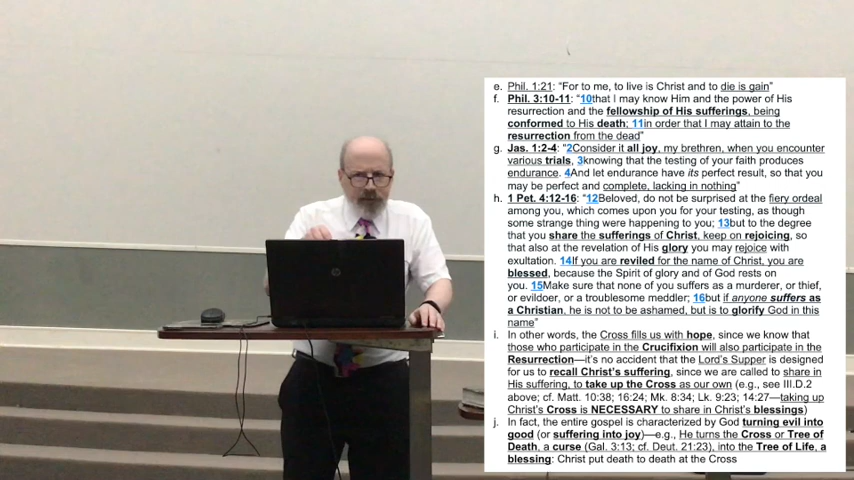 e. Phil. 1:21: “For to me, to live is Christ and to die is gain”
f. Phil. 3:10-11: “10that I may know Him and the power of His
resurrection and the fellowship of His sufferings, being
conformed to His death; 11in order that I may attain to the
resurrection from the dead”
g. Jas. 1:2-4: “2Consider it all joy, my brethren, when you encounter
various trials, 3knowing that the testing of your faith produces
endurance. 4And let endurance have its perfect result, so that you
may be perfect and complete, lacking in nothing”
h. 1 Pet. 4:12-16: “12Beloved, do not be surprised at the fiery ordeal
among you, which comes upon you for your testing, as though
some strange thing were happening to you; 13but to the degree
that you share the sufferings of Christ, keep on rejoicing, so
that also at the revelation of His glory you may rejoice with
exultation. 14If you are reviled for the name of Christ, you are
blessed, because the Spirit of glory and of God rests on
you. 15Make sure that none of you suffers as a murderer, or thief,
or evildoer, or a troublesome meddler; 16but if anyone suffers as
a Christian, he is not to be ashamed, but is to glorify God in this
name”
i. In other words, the Cross fills us with hope, since we know that
those who participate in the Crucifixion will also participate in the
Resurrection—it's no accident that the Lord's Supper is designed
for us to recall Christ's suffering, since we are called to share in
His suffering, to take up the Cross as our own (e.g., see III.D.2
above; cf. Matt. 10:38; 16:24; Mk. 8:34; Lk. 9:23; 14:27—taking up
Christ's Cross is NECESSARY to share in Christ's blessings)
j. In fact, the entire gospel is characterized by God turning evil into
good (or suffering into joy)—e.g., He turns the Cross or Tree of
Death, a curse (Gal. 3:13; cf. Deut. 21:23), into the Tree of Life, a
blessing: Christ put death to death at the Cross